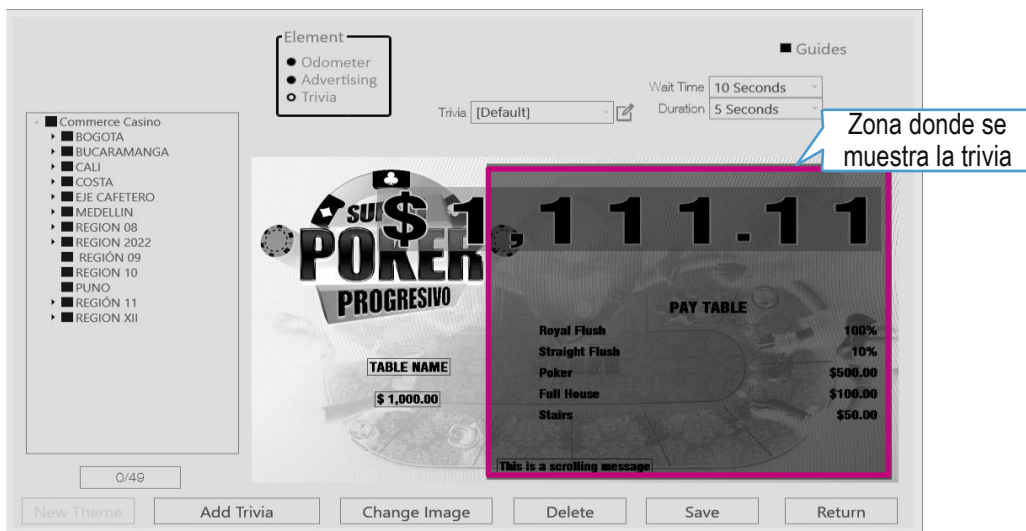 Element
Odometer
Advertising
Trivia
Guides
Wait Time 10 Seconds
Trivia [Default]
Duration 5 Seconds
Zona donde se
muestra la trivia
Commerce Casino
BOGOTA
BUCARAMANGA
CALI
COSTA
EJE CAFETERO
MEDELLIN
REGION 08
REGION 2022
REGIÓN 09
REGION 10
PUNO
REGIÓN 11
REGION XII
0/49
$ 1,111.11
POKER
PROGRESIVO
TABLE NAME
$ 1,000.00
PAY TABLE
Royal Flush 100%
Straight Flush 10%
Poker $500.00
Full House $100.00
Stairs $50.00
This is a scrolling message
New Theme
Add Trivia
Change Image
Delete
Save
Return